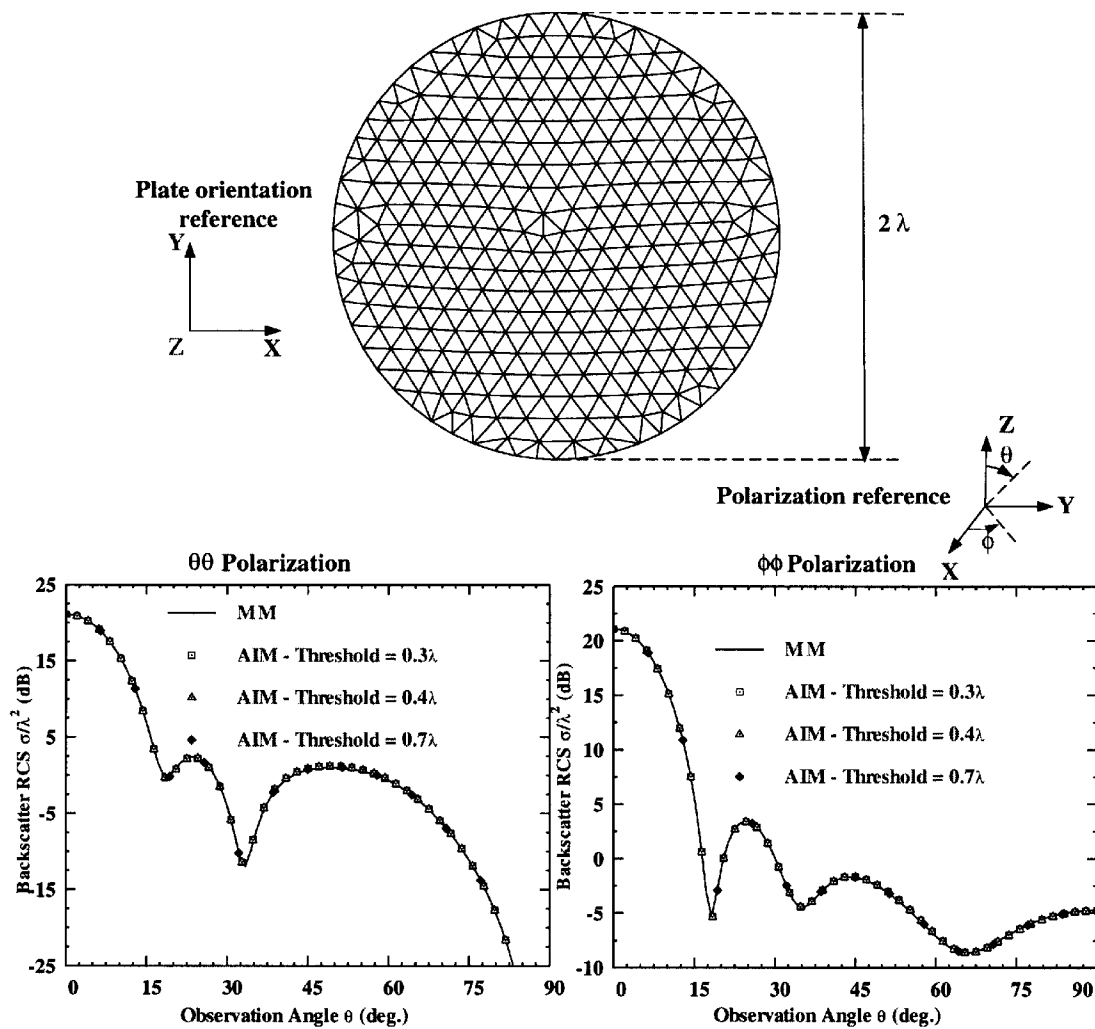 Plate orientation
reference
Y
Z
X
2 λ
Polarization reference
Z
θ
Y
ϕ
X
θθ Polarization
Backscatter RCS σ/λ² (dB)
25
15
5
-5
-15
-25
MM
AIM - Threshold = 0.3λ
AIM - Threshold = 0.4λ
AIM - Threshold = 0.7λ
0 15 30 45 60 75 90
Observation Angle θ (deg.)
ϕϕ Polarization
Backscatter RCS σ/λ² (dB)
25
20
15
10
5
0
-5
-10
MM
AIM - Threshold = 0.3λ
AIM - Threshold = 0.4λ
AIM - Threshold = 0.7λ
0 15 30 45 60 75 90
Observation Angle θ (deg.)